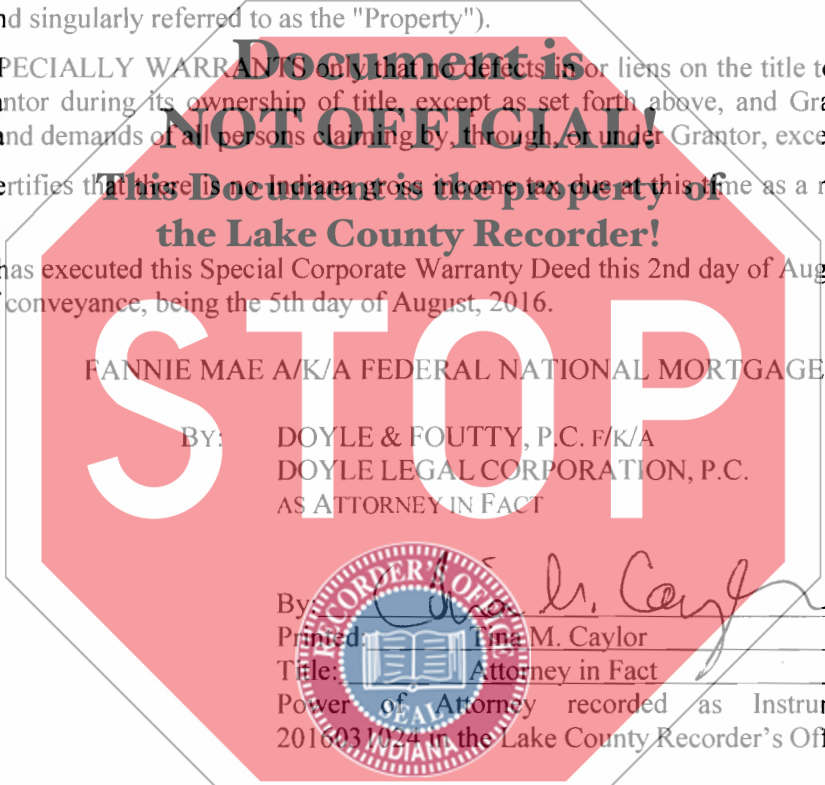 nd singularly referred to as the "Property").
Document is
PECIALLY WARRANTS only that no defects in or liens on the title to
antor during its ownership of title, except as set forth above, and Gra
NOT OFFICIAL!
and demands of all persons claiming by, through, or under Grantor, exce
ertifies that there is no Indiana gross income tax due at this time as a r
This Document is the property of
the Lake County Recorder!
has executed this Special Corporate Warranty Deed this 2nd day of Aug
conveyance, being the 5th day of August, 2016.
STOP
FANNIE MAE A/K/A FEDERAL NATIONAL MORTGAGE
BY: DOYLE & FOUTTY, P.C. F/K/A
DOYLE LEGAL CORPORATION, P.C.
AS ATTORNEY IN FACT
By: Tina M. Caylor
Printed: Tina M. Caylor
Title: Attorney in Fact
Power of Attorney recorded as Instrum
2016031024 in the Lake County Recorder's Off
RECORDER'S OFFICE
SEAL
INDIANA